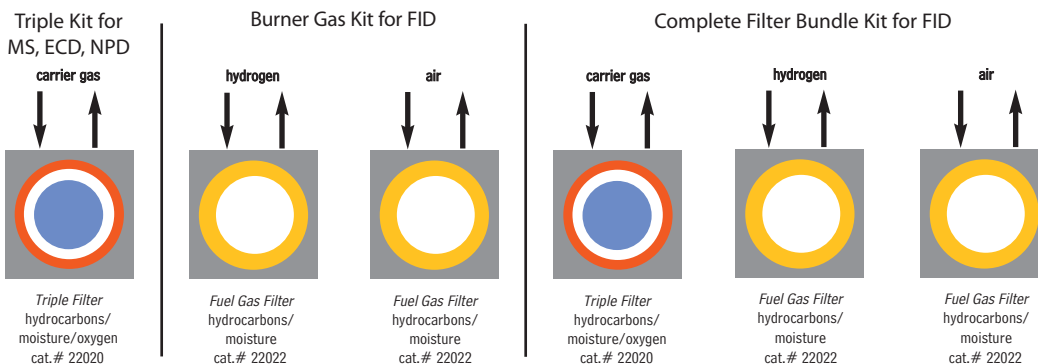 Triple Kit for
MS, ECD, NPD
carrier gas
Triple Filter
hydrocarbons/
moisture/oxygen
cat.# 22020
Burner Gas Kit for FID
hydrogen
Fuel Gas Filter
hydrocarbons/
moisture
cat.# 22022
air
Fuel Gas Filter
hydrocarbons/
moisture
cat.# 22022
Complete Filter Bundle Kit for FID
carrier gas
Triple Filter
hydrocarbons/
moisture/oxygen
cat.# 22020
hydrogen
Fuel Gas Filter
hydrocarbons/
moisture
cat.# 22022
air
Fuel Gas Filter
hydrocarbons/
moisture
cat.# 22022